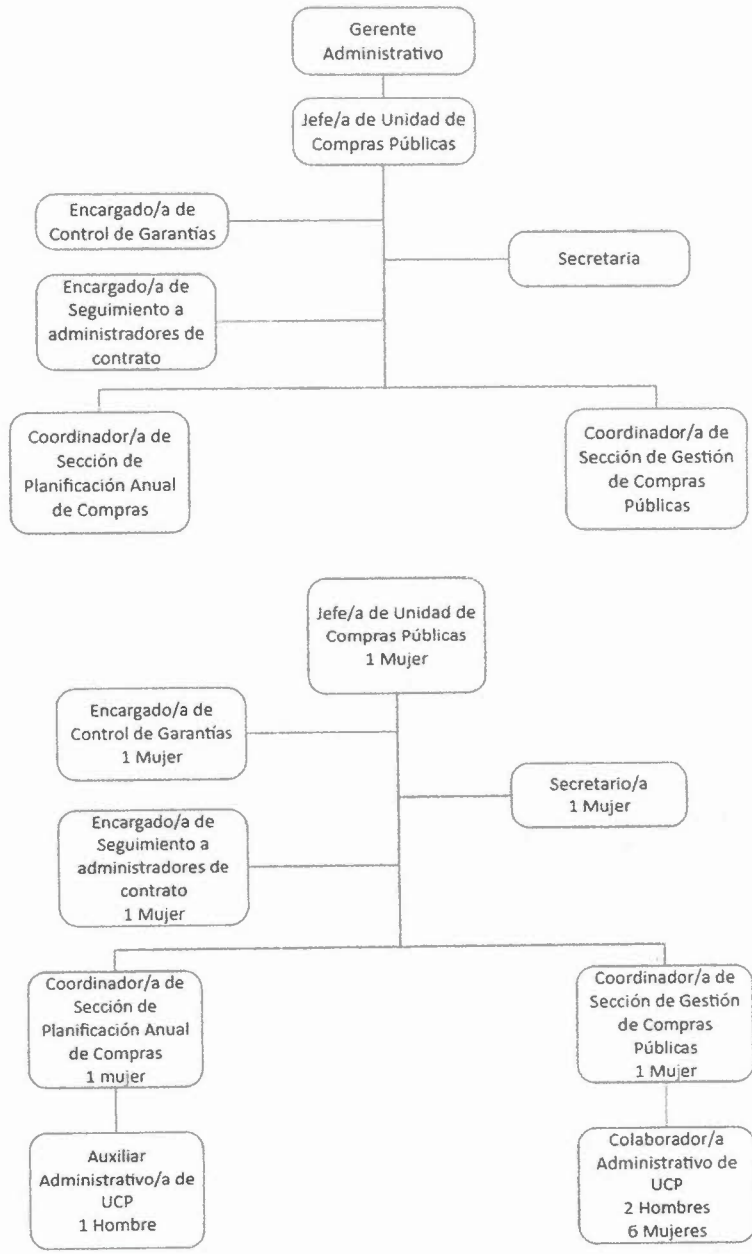 Gerente
Administrativo
Jefe/a de Unidad de
Compras Públicas
Encargado/a de
Control de Garantías
Secretaria
Encargado/a de
Seguimiento a
administradores de
contrato
Coordinador/a de
Sección de
Planificación Anual
de Compras
Coordinador/a de
Sección de Gestión
de Compras
Públicas
Jefe/a de Unidad de
Compras Públicas
1 Mujer
Encargado/a de
Control de Garantías
1 Mujer
Secretario/a
1 Mujer
Encargado/a de
Seguimiento a
administradores de
contrato
1 Mujer
Coordinador/a de
Sección de
Planificación Anual
de Compras
1 mujer
Coordinador/a de
Sección de Gestión
de Compras
Públicas
1 Mujer
Auxiliar
Administrativo/a de
UCP
1 Hombre
Colaborador/a
Administrativo de
UCP
2 Hombres
6 Mujeres